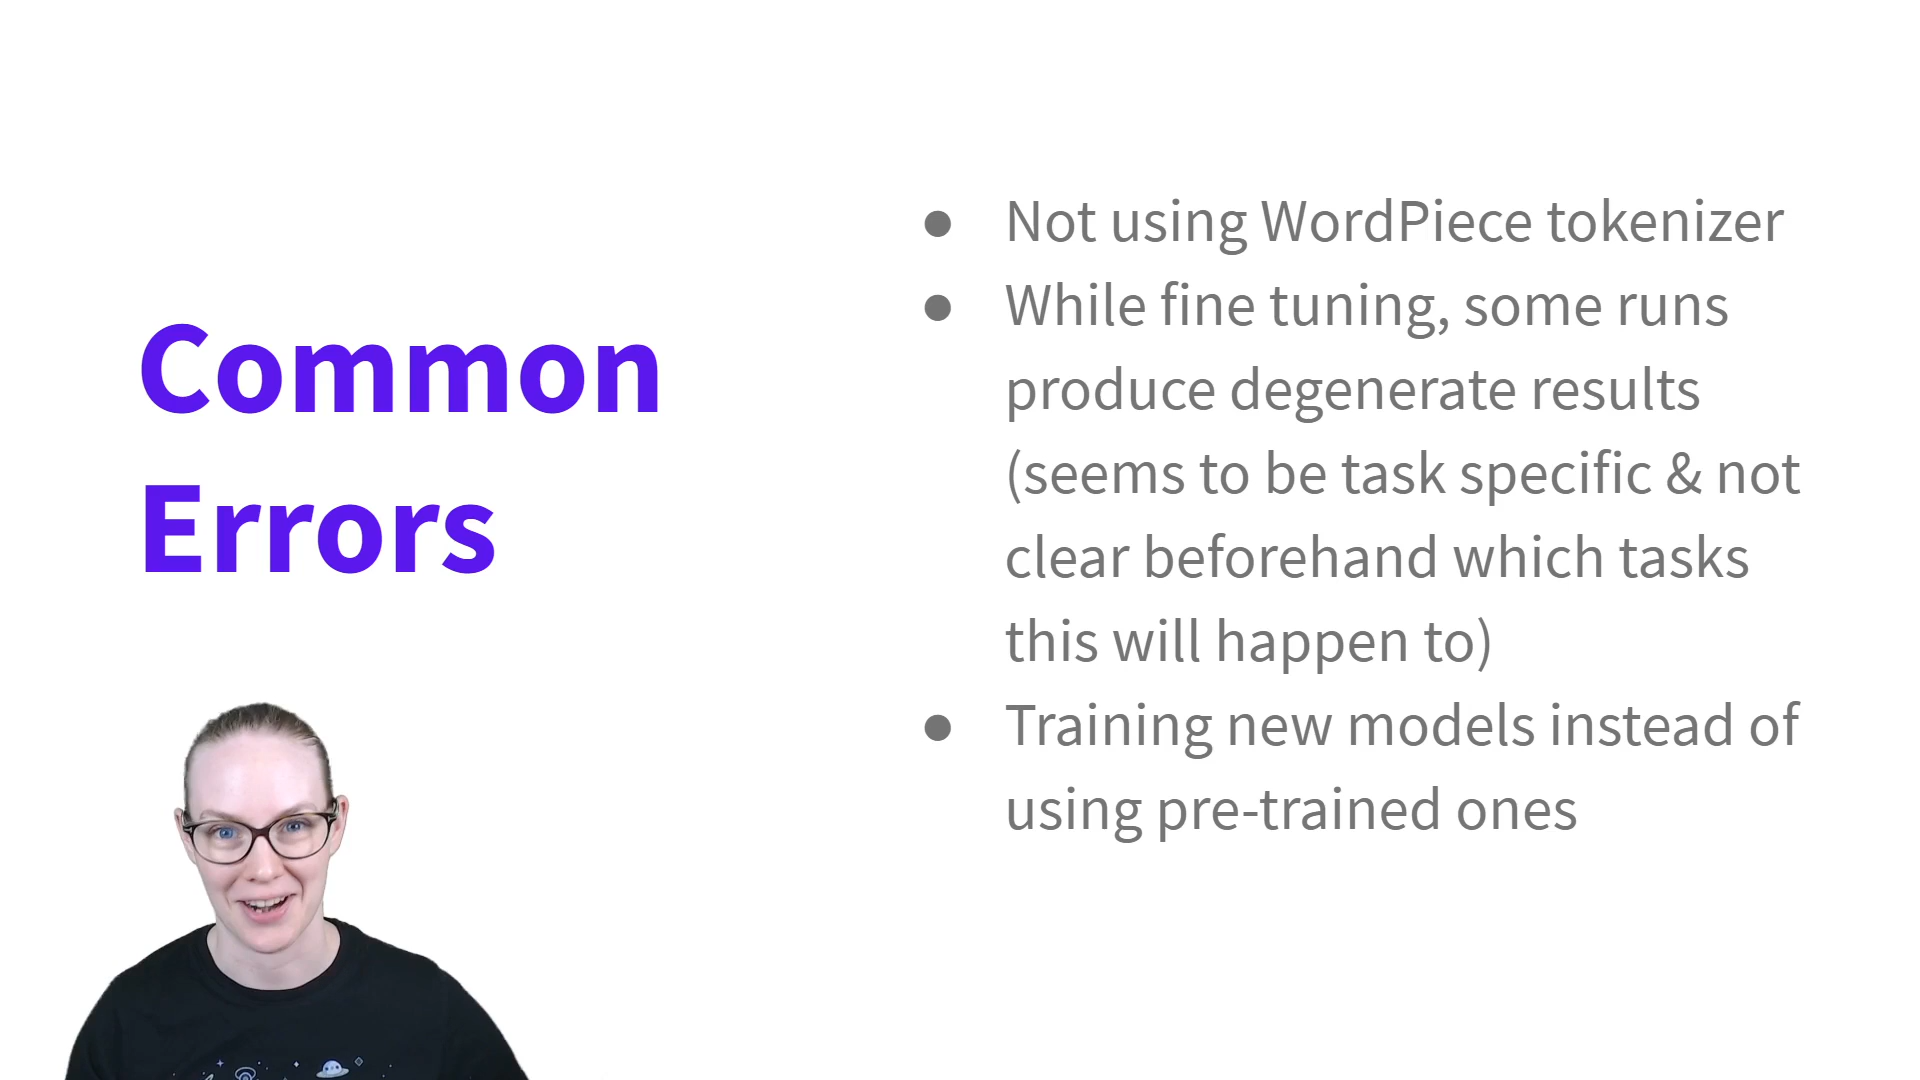 Common
Errors
● Not using WordPiece tokenizer
● While fine tuning, some runs
produce degenerate results
(seems to be task specific & not
clear beforehand which tasks
this will happen to)
● Training new models instead of
using pre-trained ones